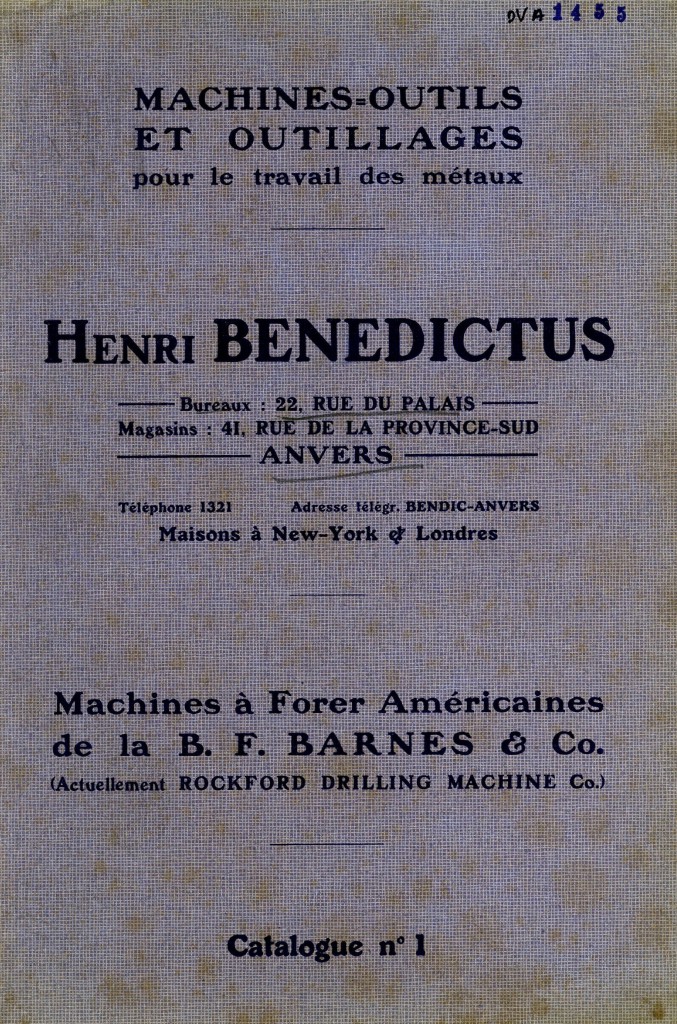 DVA 1455
MACHINES=OUTILS
ET OUTILLAGES
pour le travail des métaux
HENRI BENEDICTUS
Bureaux : 22, RUE DU PALAIS
Magasins : 41, RUE DE LA PROVINCE-SUD
ANVERS
Téléphone 1321 Adresse télégr. BENDIC-ANVERS
Maisons à New-York & Londres
Machines à Forer Américaines
de la B. F. BARNES & Co.
(Actuellement ROCKFORD DRILLING MACHINE Co.)
Catalogue n° 1